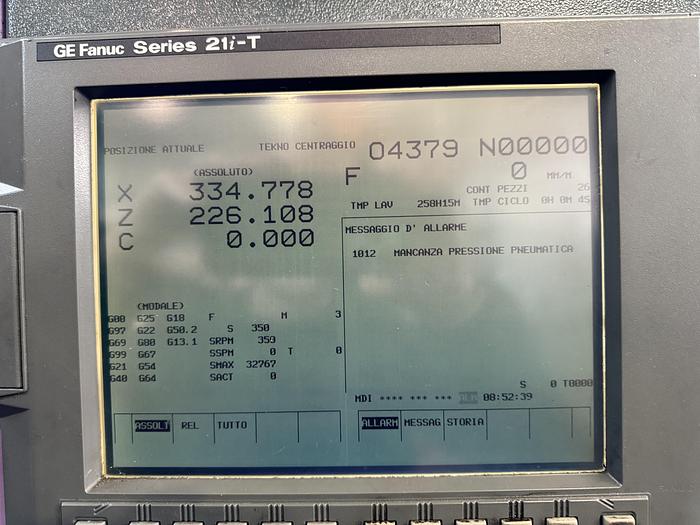 GE Fanuc Series 21i-T
POSIZIONE ATTUALE TEKNO CENTRAGGIO O4379 N00000
(ASSOLUTO)
X 334.778
Z 226.108
C 0.000
F 0 MM/M
CONT PEZZI 26
TMP LAV 258H15M TMP CICLO 0H 0M 4S
MESSAGGIO D' ALLARME
1012 MANCANZA PRESSIONE PNEUMATICA
(MODALE)
G00 G25 G18 F M 3
G97 G22 G50.2 S 350
G69 G80 G13.1 SRPM 359
G99 G67 SSPM 0 T 0
G21 G54 SMAX 32767
G40 G64 SACT 0
S 0 T0000
MDI **** *** *** ALM 08:52:39
ASSOLT REL TUTTO
ALLARM MESSAG STORIA